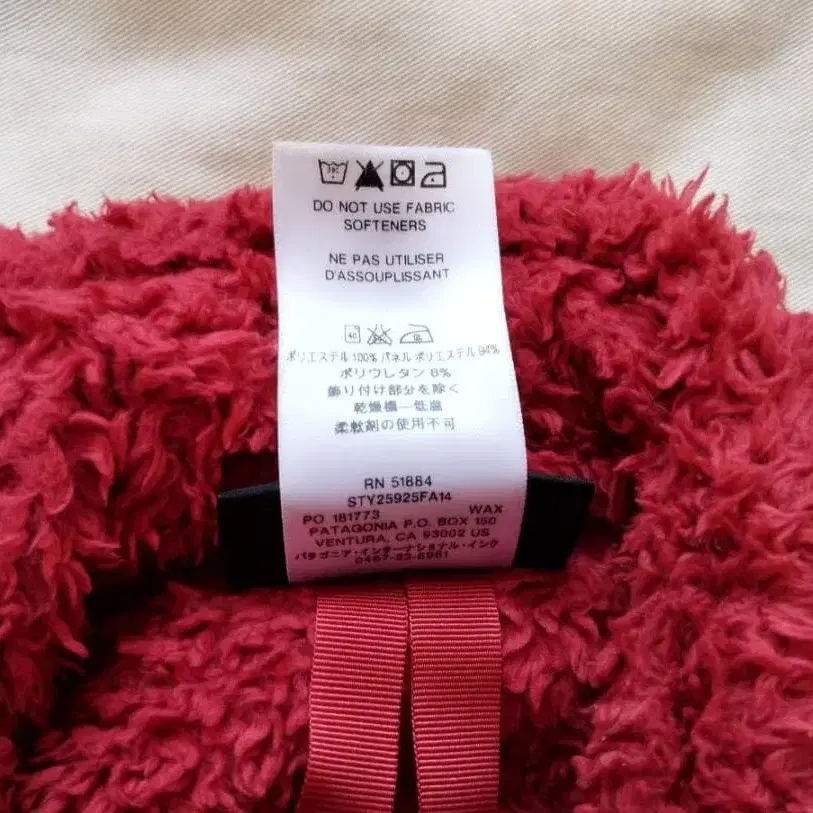 DO NOT USE FABRIC
SOFTENERS
NE PAS UTILISER
D'ASSOUPLISSANT
40
ポリエステル100% パネルポリエステル94%
ポリウレタン 6%
飾り付け部分を除く
乾燥機―低温
柔軟剤の使用不可
RN 51884
STY25925FA14
PO 181773 WAX
PATAGONIA P.O. BOX 150
VENTURA, CA 93002 US
パタゴニア・インターナショナル・インク